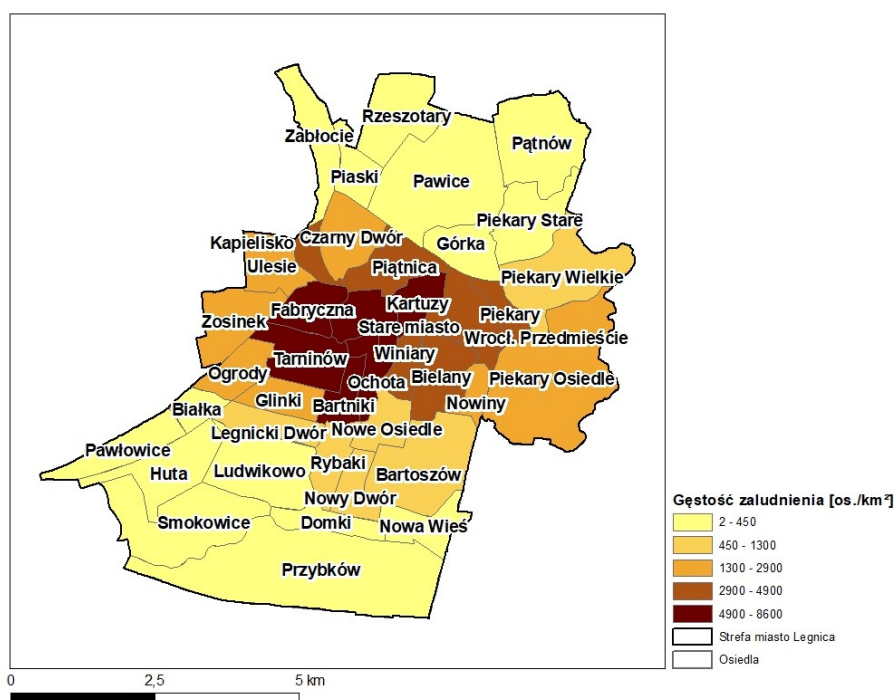 Rzeszotary
Zabłocie
Pątnów
Piaski
Pawice
Piekary Stare
Kąpielisko
Czarny Dwór
Górka
Ulesie
Piątnica
Piekary Wielkie
Fabryczna
Kartuzy
Zosinek
Stare miasto
Piekary
Wrocł. Przedmieście
Tarninów
Winiary
Ogrody
Ochota
Bielany
Piekary Osiedle
Glinki
Bartniki
Nowiny
Białka
Legnicki Dwór
Nowe Osiedle
Pawłowice
Huta
Ludwikowo
Rybaki
Bartoszów
Nowy Dwór
Smokowice
Domki
Nowa Wieś
Przybków
Gęstość zaludnienia [os./km²]
2 - 450
450 - 1300
1300 - 2900
2900 - 4900
4900 - 8600
Strefa miasto Legnica
Osiedla
0 2,5 5 km